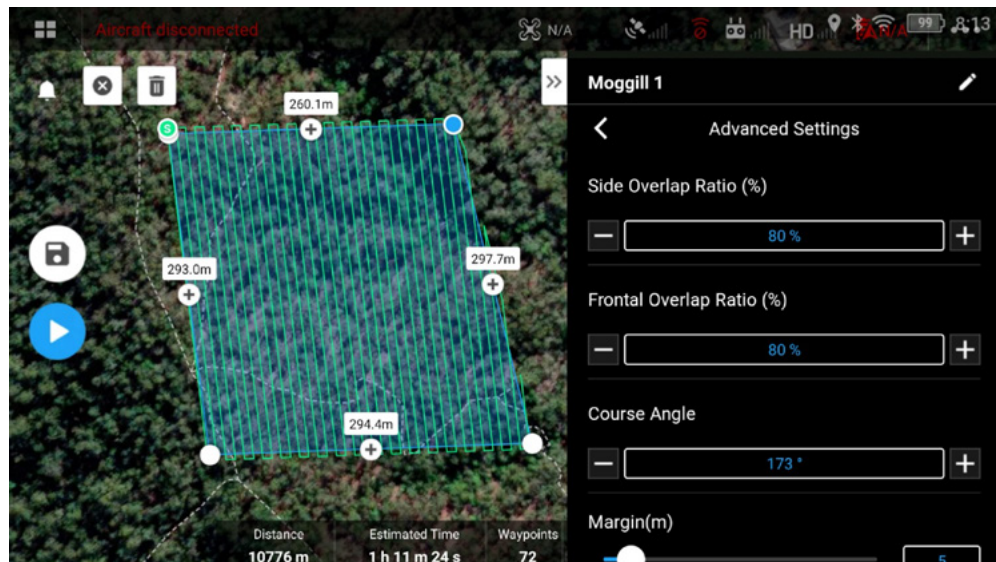 Aircraft disconnected
N/A
HD
N/A
99
8:13
Moggill 1
Advanced Settings
Side Overlap Ratio (%)
80 %
Frontal Overlap Ratio (%)
80 %
Course Angle
173 °
Margin(m)
5
S
260.1m
293.0m
297.7m
294.4m
Distance
Estimated Time
Waypoints
10776 m
1 h 11 m 24 s
72